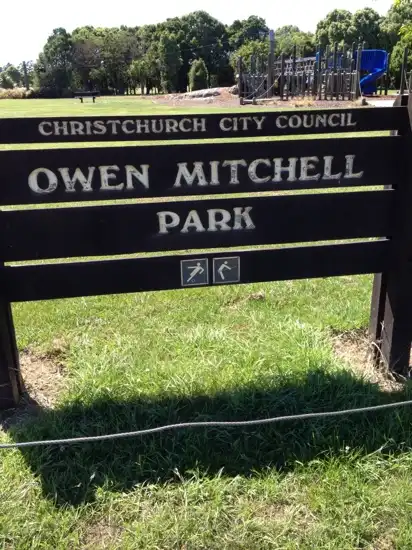 CHRISTCHURCH CITY COUNCIL
OWEN MITCHELL
PARK